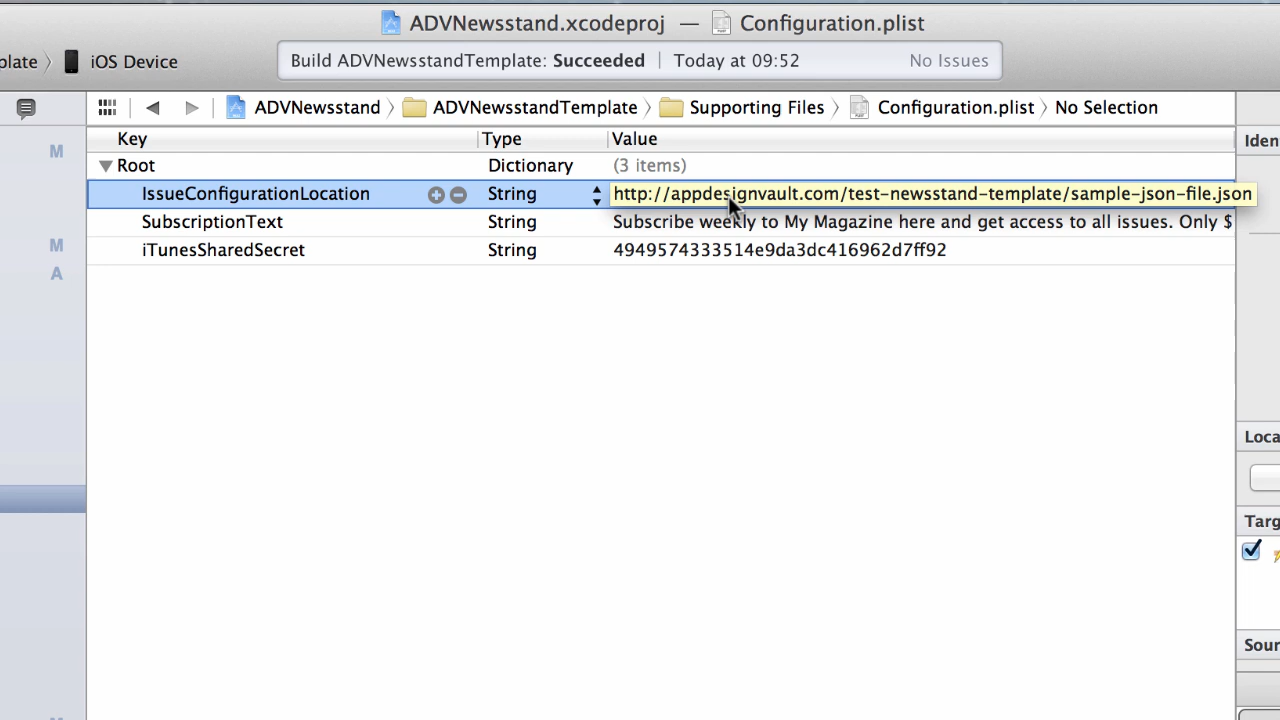 ADVNewsstand.xcodeproj — Configuration.plist
plate iOS Device
Build ADVNewsstandTemplate: Succeeded | Today at 09:52 No Issues
ADVNewsstand ADVNewsstandTemplate Supporting Files Configuration.plist No Selection
Key Type Value
Root Dictionary (3 items)
IssueConfigurationLocation String http://appdesignvault.com/test-newsstand-template/sample-json-file.json
SubscriptionText String Subscribe weekly to My Magazine here and get access to all issues. Only $
iTunesSharedSecret String 4949574333514e9da3dc416962d7ff92
M
M
A
Iden
Loca
Targ
Sour